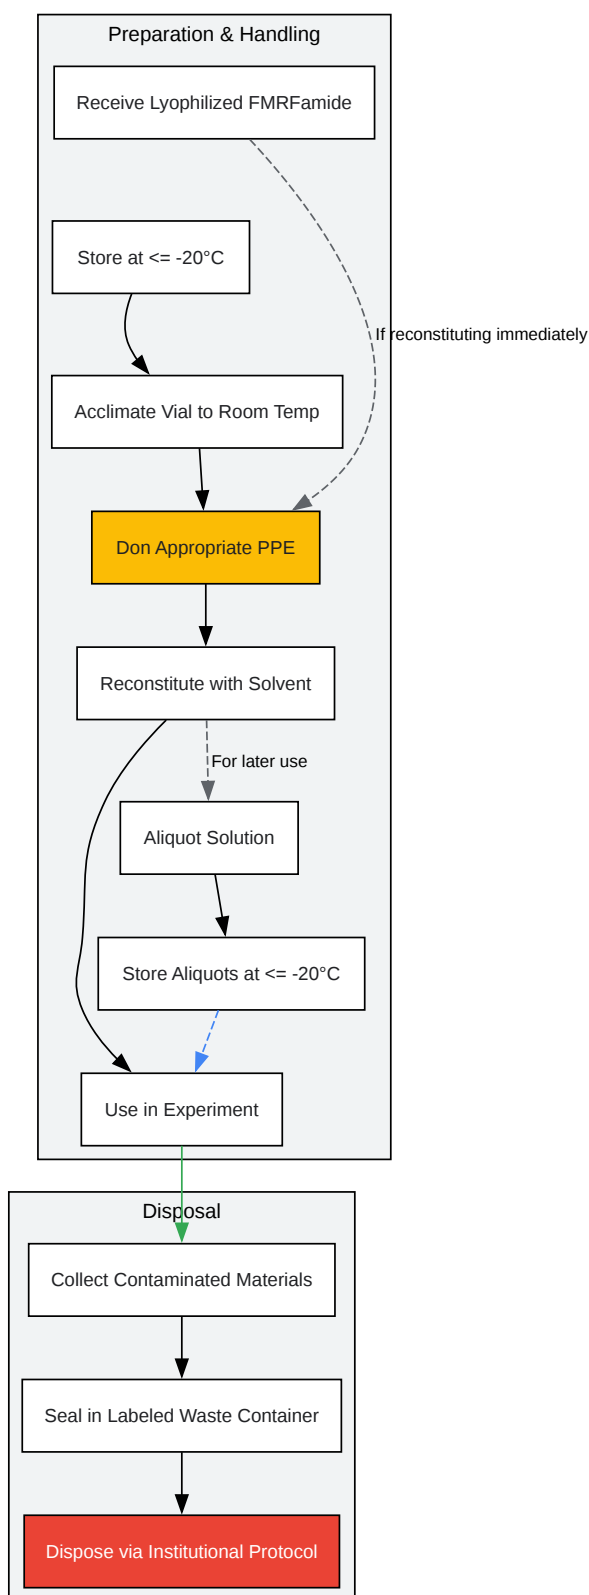 Preparation & Handling
Receive Lyophilized FMRFamide
Store at <= -20°C
If reconstituting immediately
Acclimate Vial to Room Temp
Don Appropriate PPE
Reconstitute with Solvent
For later use
Aliquot Solution
Store Aliquots at <= -20°C
Use in Experiment
Disposal
Collect Contaminated Materials
Seal in Labeled Waste Container
Dispose via Institutional Protocol